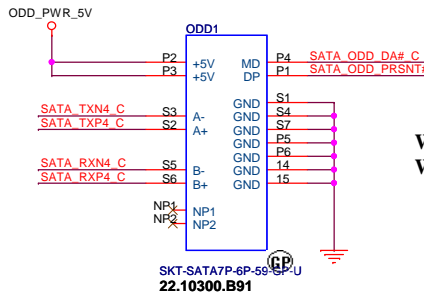 ODD_PWR_5V
ODD1
P2 +5V MD P4 SATA_ODD_DA#_C
P3 +5V DP P1 SATA_ODD_PRSNT#
GND S1
SATA_TXN4_C S3 A- GND S4
SATA_TXP4_C S2 A+ GND S7
GND P5
GND P6
SATA_RXN4_C S5 B- GND 14
SATA_RXP4_C S6 B+ GND 15
NP1 NP1
NP2 NP2
GP
SKT-SATA7P-6P-59-GP-U
22.10300.B91